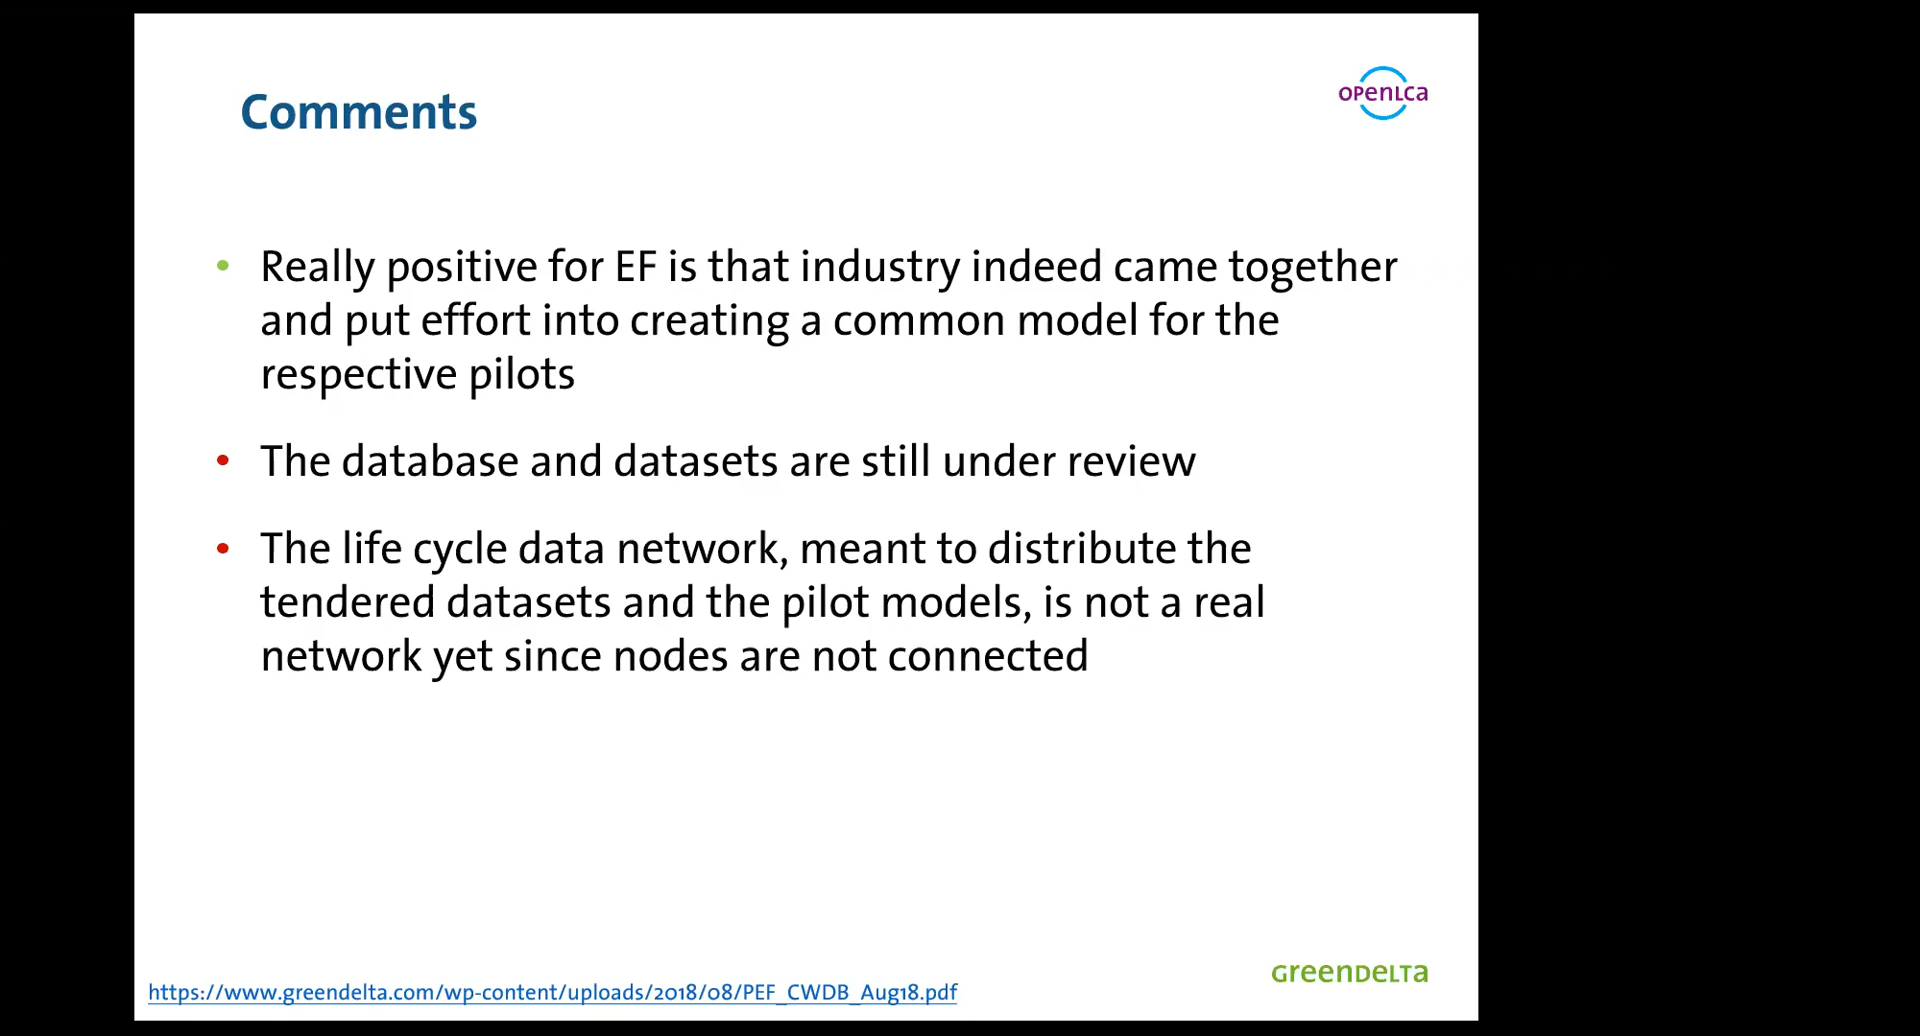 Comments
openLca
• Really positive for EF is that industry indeed came together
and put effort into creating a common model for the
respective pilots
• The database and datasets are still under review
• The life cycle data network, meant to distribute the
tendered datasets and the pilot models, is not a real
network yet since nodes are not connected
GreenDeLTa
https://www.greendelta.com/wp-content/uploads/2018/08/PEF_CWDB_Aug18.pdf